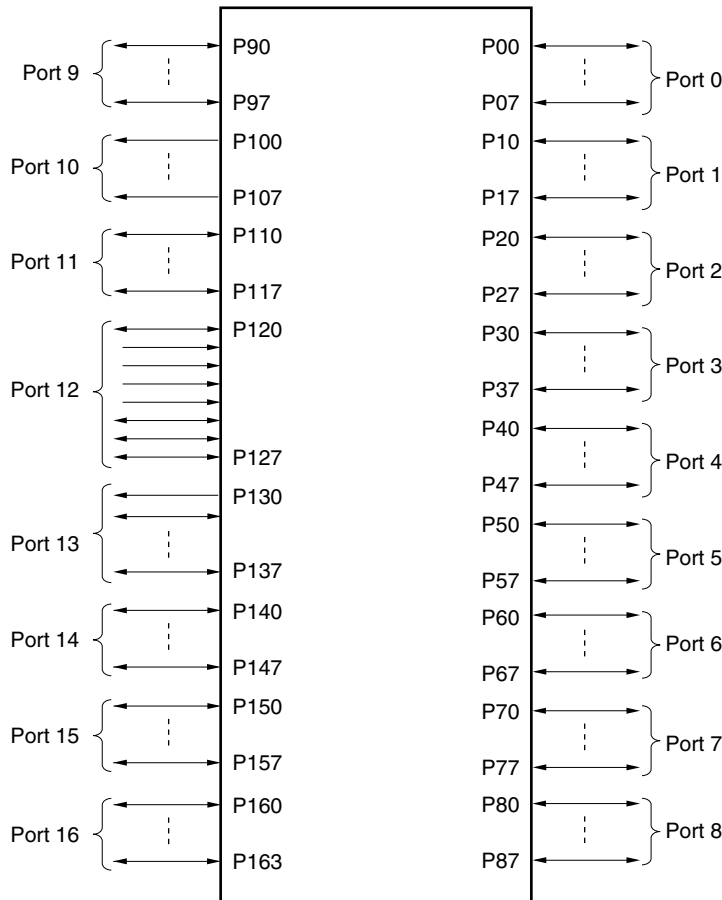 Port 9
P90
P97
Port 10
P100
P107
Port 11
P110
P117
Port 12
P120
P127
Port 13
P130
P137
Port 14
P140
P147
Port 15
P150
P157
Port 16
P160
P163
P00
P07
Port 0
P10
P17
Port 1
P20
P27
Port 2
P30
P37
Port 3
P40
P47
Port 4
P50
P57
Port 5
P60
P67
Port 6
P70
P77
Port 7
P80
P87
Port 8